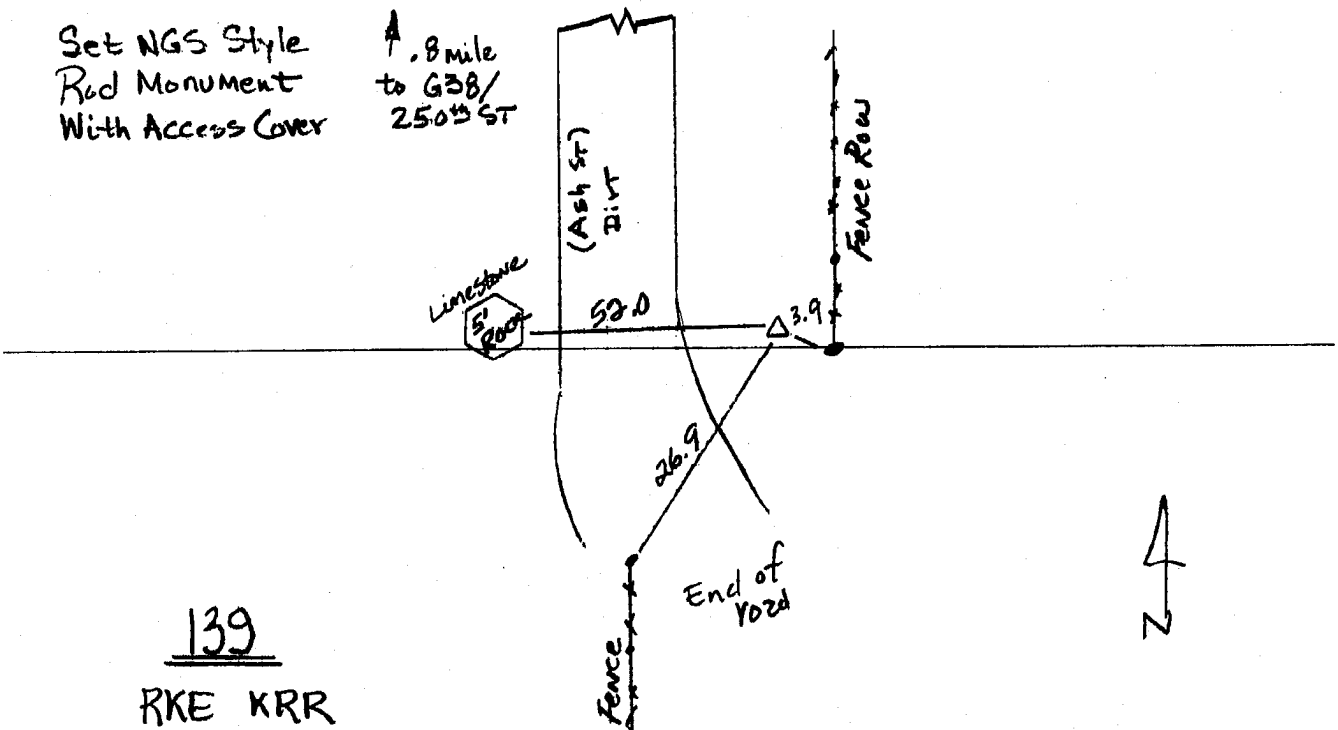 Set NGS Style
Rod Monument
With Access Cover
.8 mile
to G38/
250th ST
(Ash ST)
Dirt
Fence Row
Limestone
5'
Rock
52.0
3.9
26.9
End of
road
Fence
N
139
RKE KRR